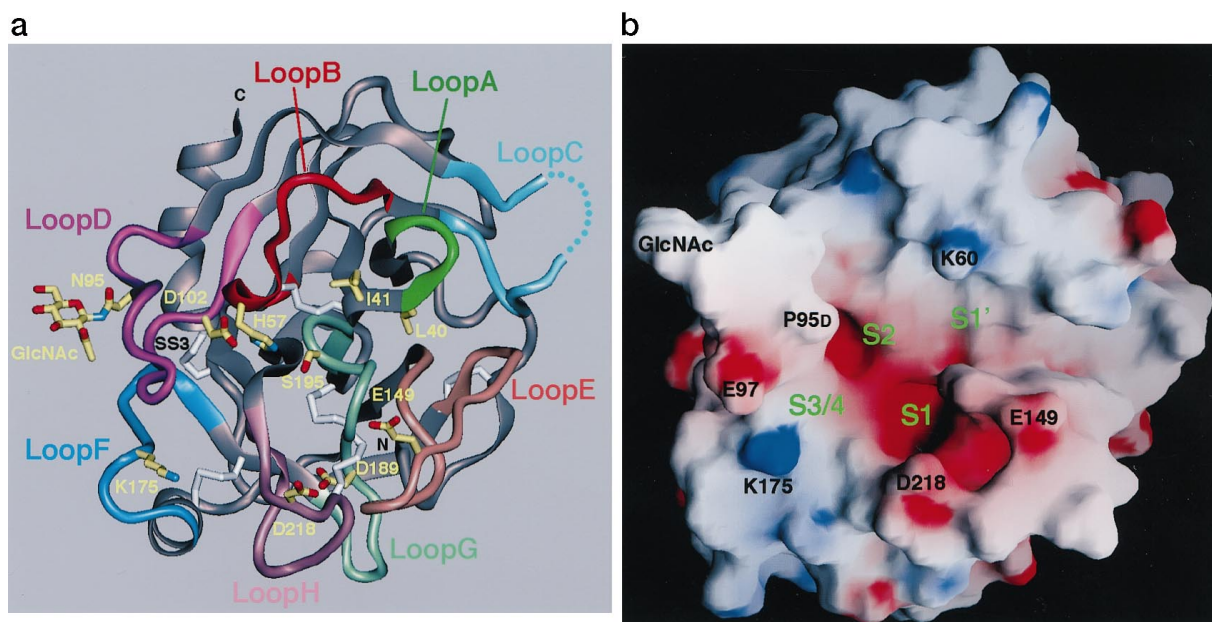 a
LoopB
LoopA
C
LoopC
LoopD
N95
D102
I41
H57
L40
GlcNAc
SS3
S195
E149
LoopE
N
LoopF
D189
K175
D218
LoopG
LoopH
b
GlcNAc
K60
P95D
S2
S1'
E97
S3/4
S1
E149
K175
D218